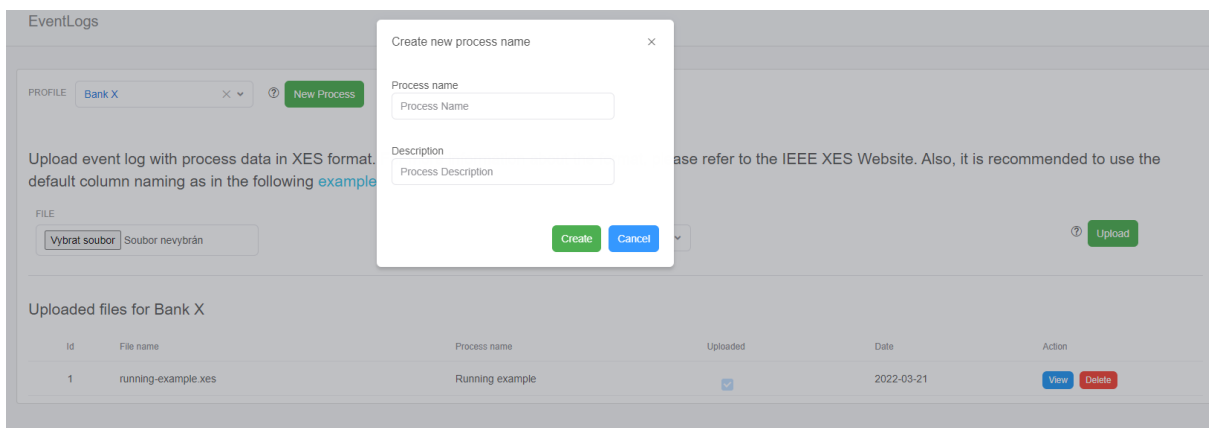 EventLogs
Create new process name
PROFILE Bank X New Process
Process name
Process Name
Description
Process Description
Create Cancel
Upload event log with process data in XES format. ase refer to the IEEE XES Website. Also, it is recommended to use the
default column naming as in the following example
FILE
Vybrat soubor Soubor nevybrán
Upload
Uploaded files for Bank X
Id File name Process name Uploaded Date Action
1 running-example.xes Running example 2022-03-21 View Delete